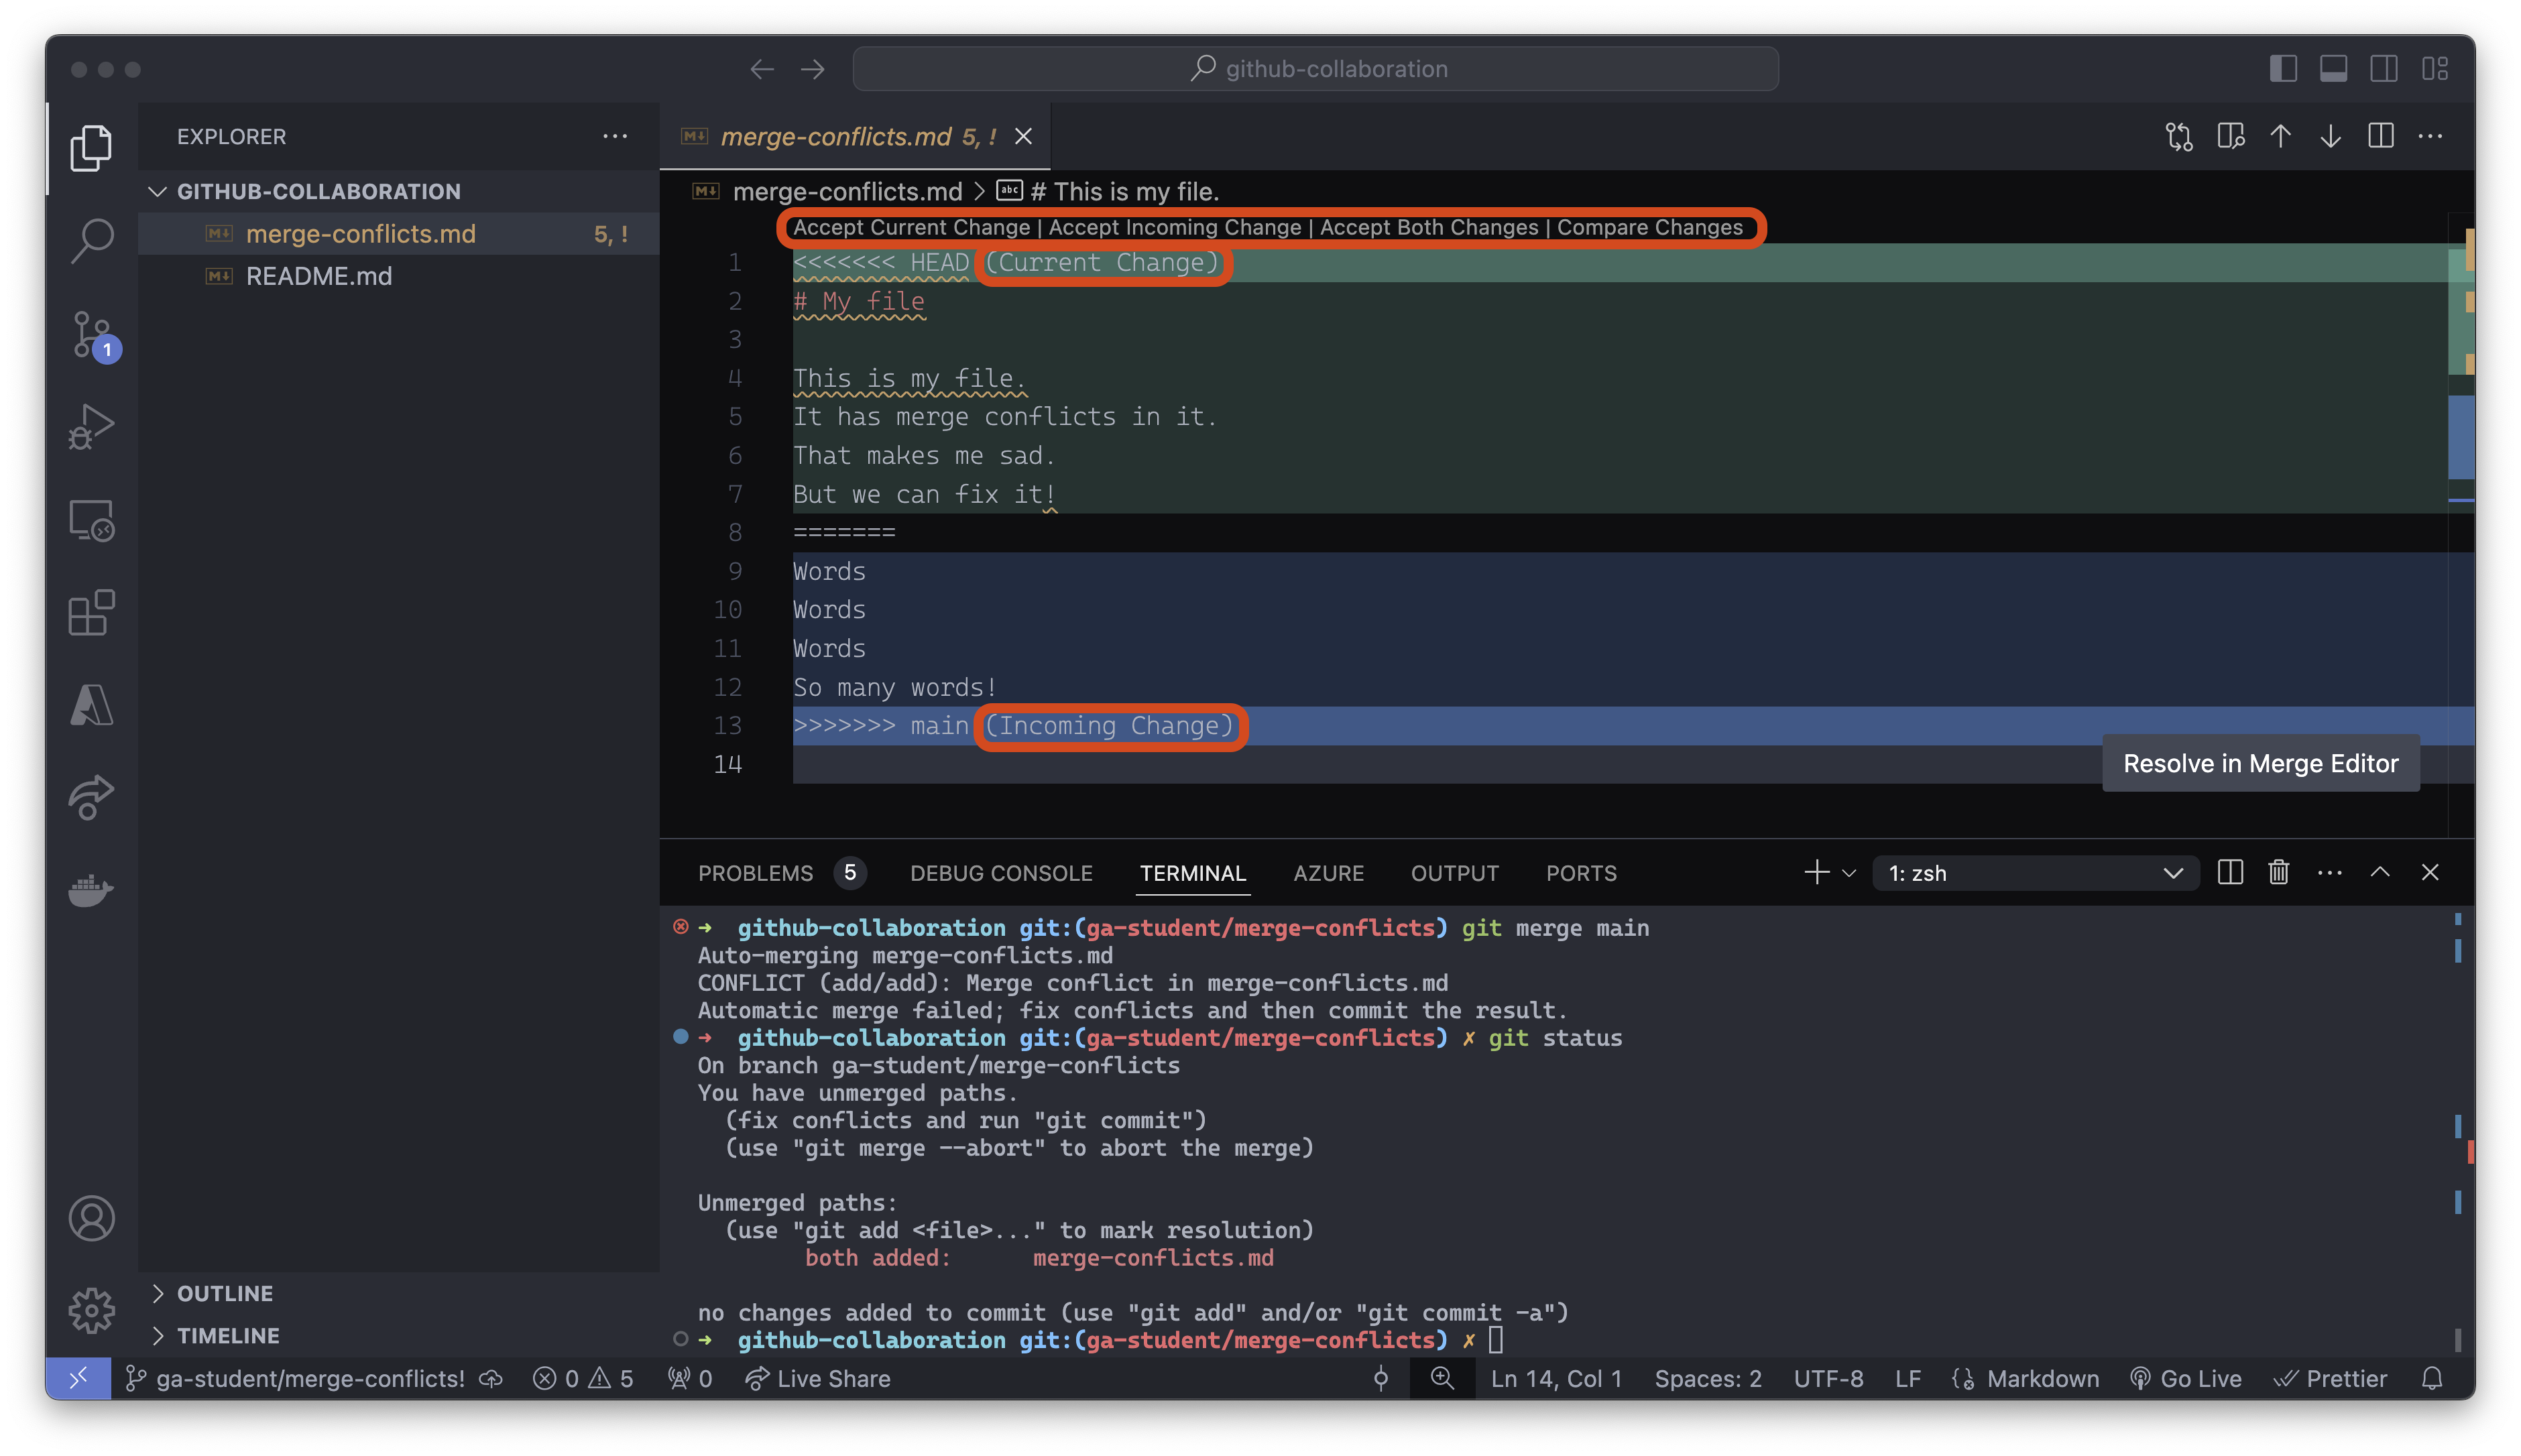 github-collaboration
EXPLORER
GITHUB-COLLABORATION
M↓ merge-conflicts.md 5, !
M↓ README.md
OUTLINE
TIMELINE
1
M↓ merge-conflicts.md 5, !
M↓ merge-conflicts.md > abc # This is my file.
Accept Current Change | Accept Incoming Change | Accept Both Changes | Compare Changes
1 <<<<<<< HEAD (Current Change)
2 # My file
3
4 This is my file.
5 It has merge conflicts in it.
6 That makes me sad.
7 But we can fix it!
8 =======
9 Words
10 Words
11 Words
12 So many words!
13 >>>>>>> main (Incoming Change)
14
Resolve in Merge Editor
PROBLEMS 5 DEBUG CONSOLE TERMINAL AZURE OUTPUT PORTS 1: zsh
➜ github-collaboration git:(ga-student/merge-conflicts) git merge main
Auto-merging merge-conflicts.md
CONFLICT (add/add): Merge conflict in merge-conflicts.md
Automatic merge failed; fix conflicts and then commit the result.
➜ github-collaboration git:(ga-student/merge-conflicts) ✗ git status
On branch ga-student/merge-conflicts
You have unmerged paths.
(fix conflicts and run "git commit")
(use "git merge --abort" to abort the merge)
Unmerged paths:
(use "git add <file>..." to mark resolution)
both added: merge-conflicts.md
no changes added to commit (use "git add" and/or "git commit -a")
➜ github-collaboration git:(ga-student/merge-conflicts) ✗
ga-student/merge-conflicts! 0 5 0 Live Share Ln 14, Col 1 Spaces: 2 UTF-8 LF Markdown Go Live Prettier